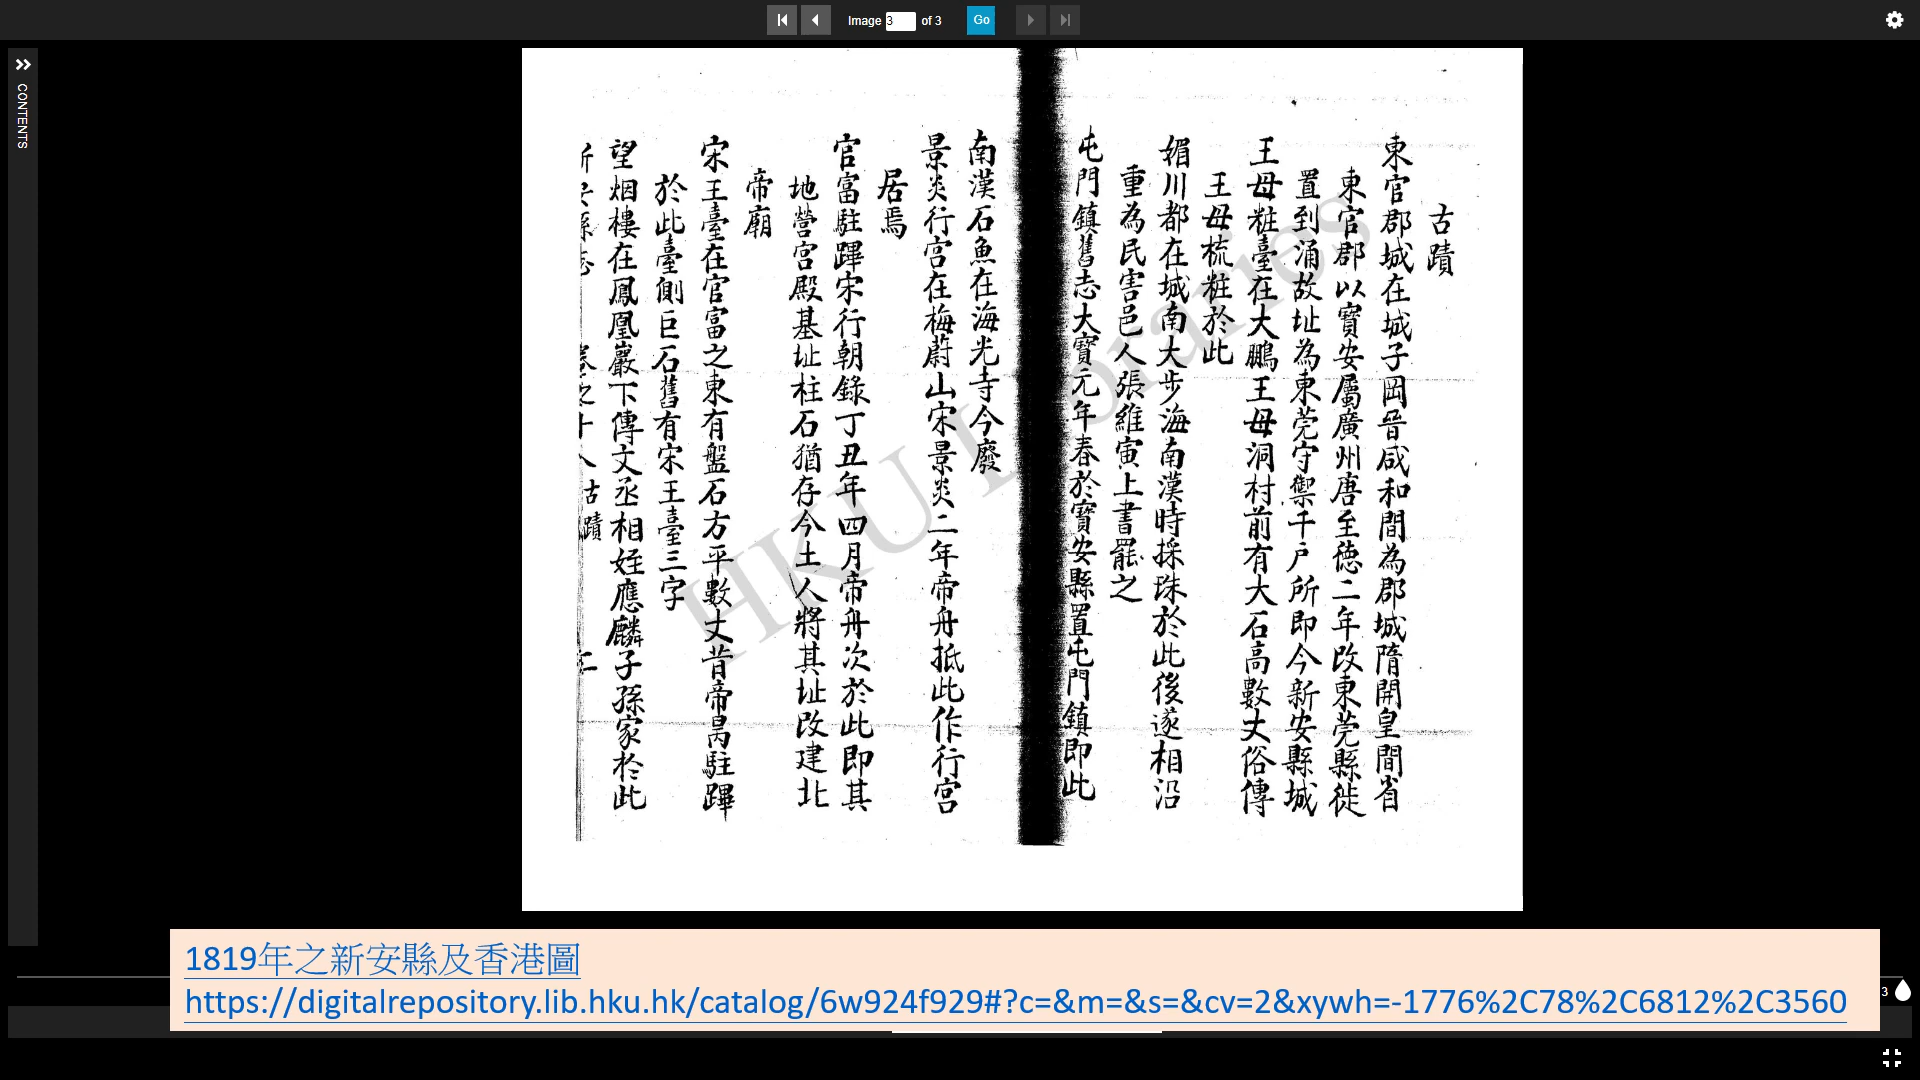 Image 3 of 3 Go
CONTENTS
古蹟
東官郡城在城子岡晉咸和間為郡城隋開皇間省
東官郡以寶安屬廣州唐至德二年改東莞縣徙
置到涌故址為東莞守禦千戶所即今新安縣城
王母粧臺在大鵬王母洞村前有大石高數丈俗傳
王母梳粧於此
媚川都在城南大步海南漢時採珠於此後遂相沿
重為民害邑人張維寅上書罷之
屯門鎮舊志大寶元年春於寶安縣置屯門鎮即此
南漢石魚在海光寺今廢
景炎行宮在梅蔚山宋景炎二年帝舟抵此作行宮
居焉
官富駐蹕宋行朝錄丁丑年四月帝舟次於此即其
地營宮殿基址柱石猶存今土人將其址改建北
帝廟
宋王臺在官富之東有盤石方平數丈昔帝昺駐蹕
於此臺側巨石舊有宋王臺三字
望烟樓在鳳凰巖下傳文丞相姪應麟子孫家於此
新安縣志 卷之十八 古蹟 二
HKU Libraries
1819年之新安縣及香港圖
https://digitalrepository.lib.hku.hk/catalog/6w924f929#?c=&m=&s=&cv=2&xywh=-1776%2C78%2C6812%2C3560
3